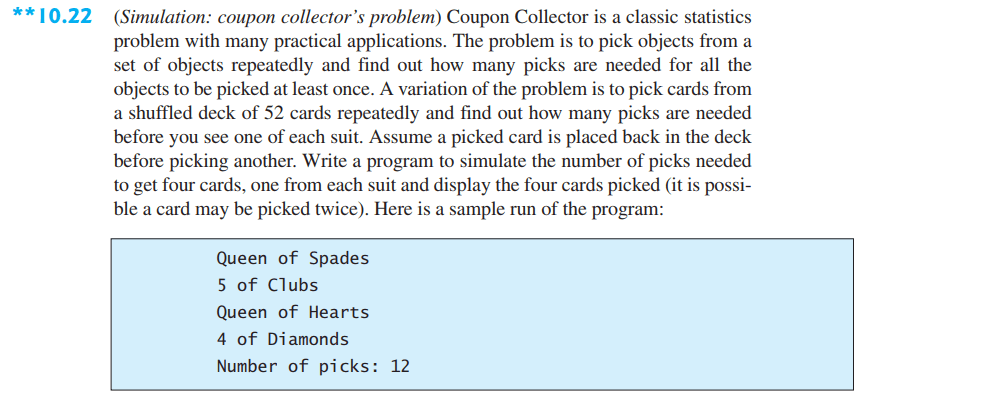 **10.22 (Simulation: coupon collector's problem) Coupon Collector is a classic statistics
problem with many practical applications. The problem is to pick objects from a
set of objects repeatedly and find out how many picks are needed for all the
objects to be picked at least once. A variation of the problem is to pick cards from
a shuffled deck of 52 cards repeatedly and find out how many picks are needed
before you see one of each suit. Assume a picked card is placed back in the deck
before picking another. Write a program to simulate the number of picks needed
to get four cards, one from each suit and display the four cards picked (it is possi-
ble a card may be picked twice). Here is a sample run of the program:
Queen of Spades
5 of Clubs
Queen of Hearts
4 of Diamonds
Number of picks: 12